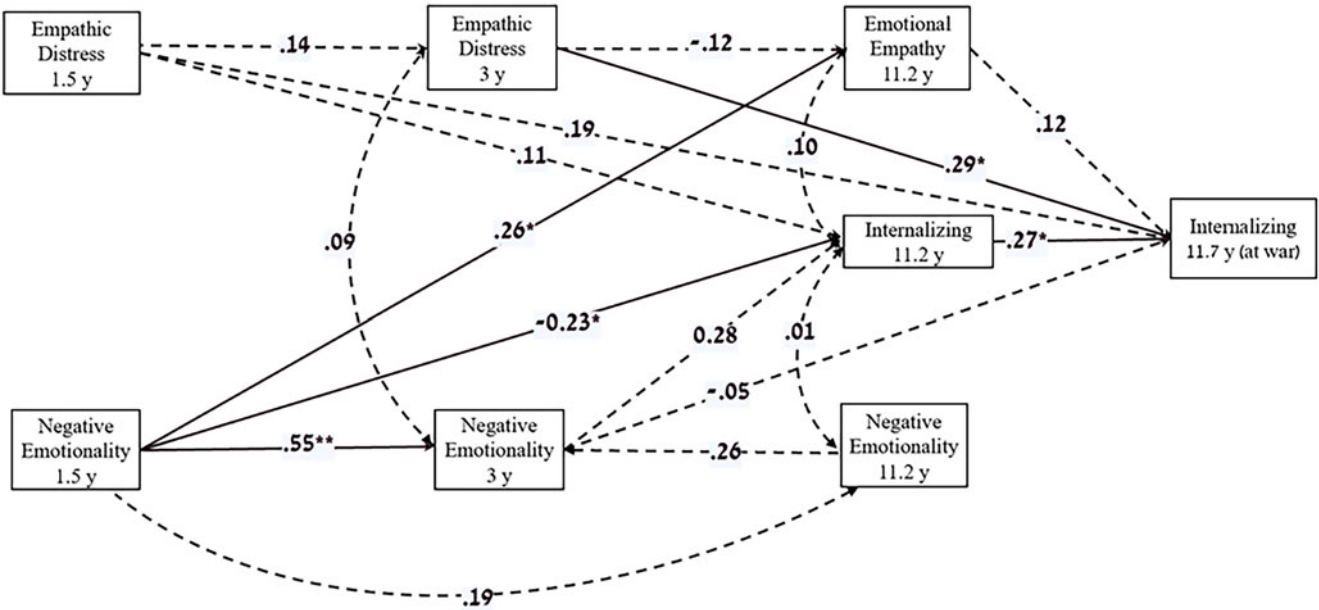 Empathic
Distress
1.5 y
Empathic
Distress
3 y
Emotional
Empathy
11.2 y
.14
-.12
.12
.19
.11
.10
.29*
.26*
.09
Internalizing
11.2 y
.27*
Internalizing
11.7 y (at war)
-0.23*
0.28
.01
-.05
Negative
Emotionality
1.5 y
.55**
Negative
Emotionality
3 y
.26
Negative
Emotionality
11.2 y
.19